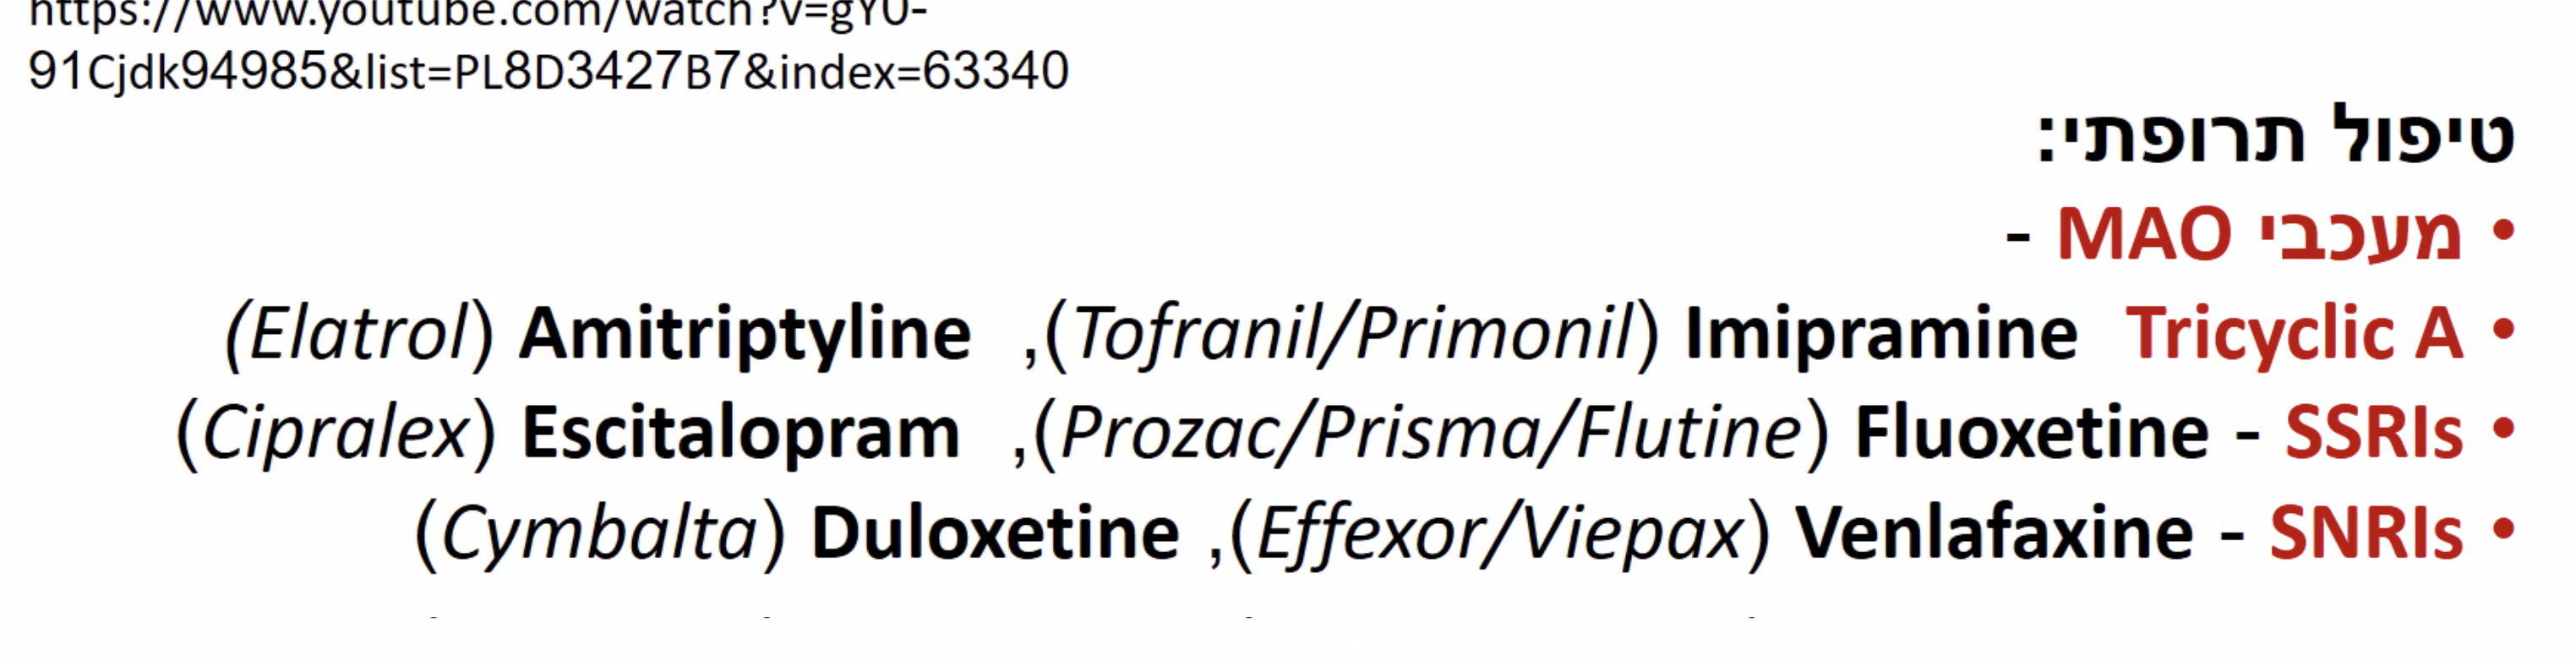 https://www.youtube.com/watch?v=gY0-
91Cjdk94985&list=PL8D3427B7&index=63340
טיפול תרופתי:
• מעכבי MAO -
• Tricyclic A Imipramine (Tofranil/Primonil), Amitriptyline (Elatrol)
• SSRIs - Fluoxetine (Prozac/Prisma/Flutine), Escitalopram (Cipralex)
• SNRIs - Venlafaxine (Effexor/Viepax), Duloxetine (Cymbalta)